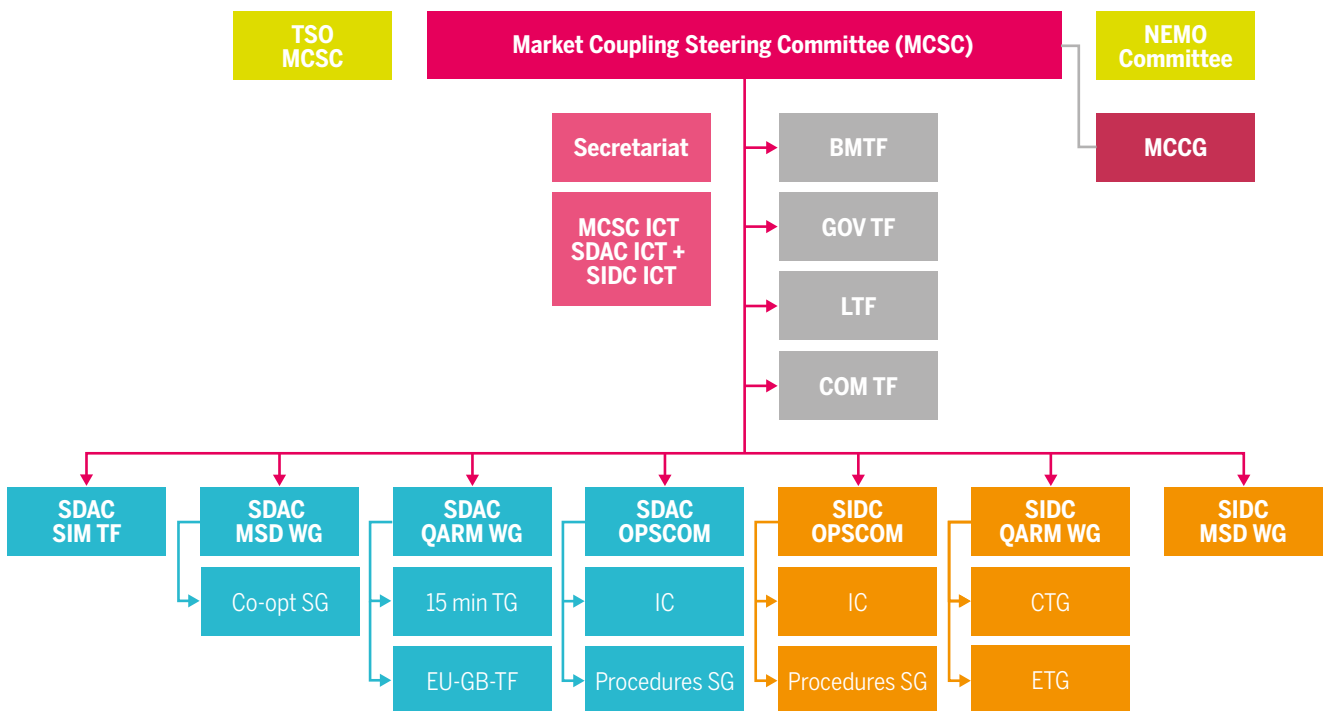 TSO
MCSC
Market Coupling Steering Committee (MCSC)
NEMO
Committee
Secretariat
BMTF
MCCG
MCSC ICT
SDAC ICT +
SIDC ICT
GOV TF
LTF
COM TF
SDAC
SIM TF
SDAC
MSD WG
SDAC
QARM WG
SDAC
OPSCOM
SIDC
OPSCOM
SIDC
QARM WG
SIDC
MSD WG
Co-opt SG
15 min TG
IC
IC
CTG
EU-GB-TF
Procedures SG
Procedures SG
ETG